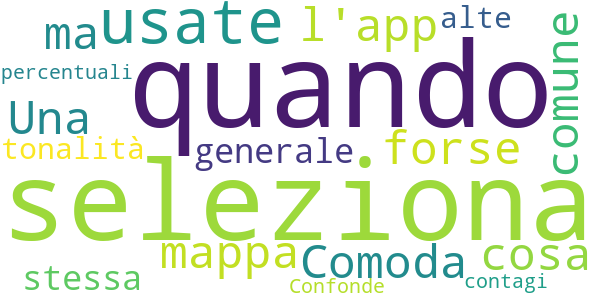 ma usate l'app alte
percentuali quando comune
Una
tonalità generale forse
seleziona
mappa Comoda cosa
stessa Confonde contagi